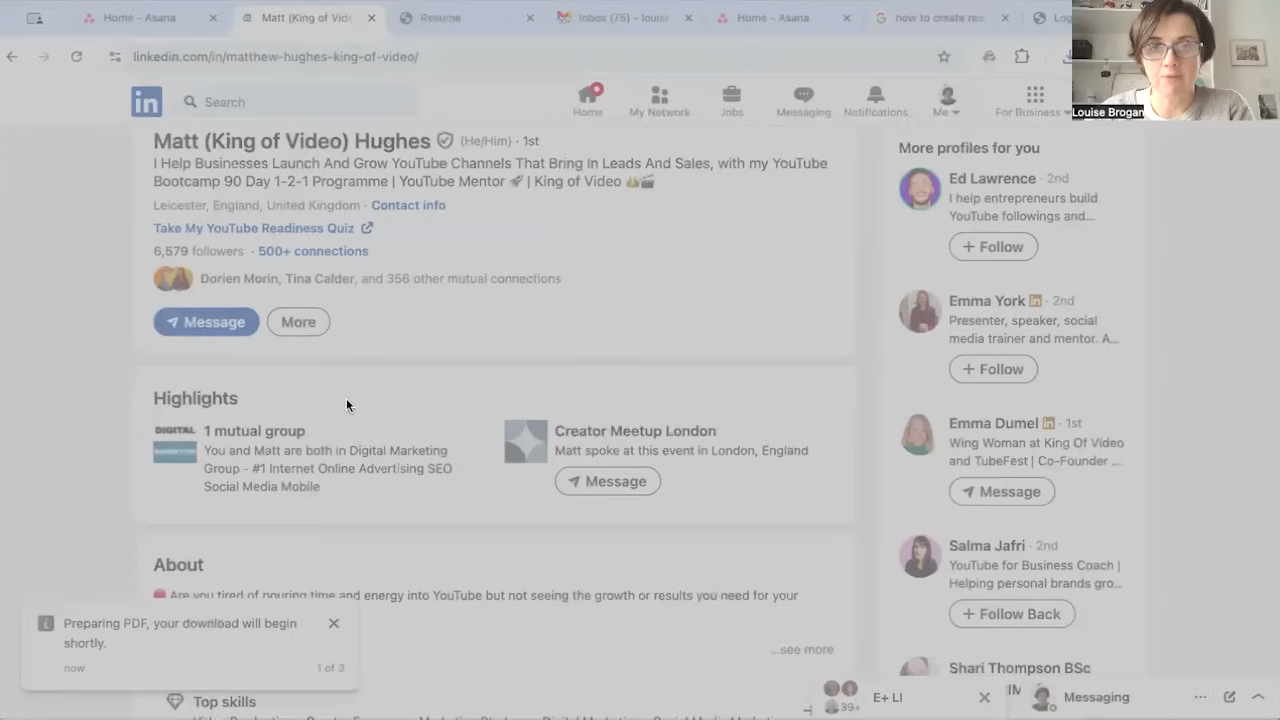 Home - Asana
Matt (King of Vide
Resume
Inbox (75) - louis
Home - Asana
how to create res
Log
linkedin.com/in/matthew-hughes-king-of-video/
Louise Brogan
in
Search
Home
My Network
Jobs
Messaging
Notifications
Me
For Business
Matt (King of Video) Hughes (He/Him) · 1st
I Help Businesses Launch And Grow YouTube Channels That Bring In Leads And Sales, with my YouTube
Bootcamp 90 Day 1-2-1 Programme | YouTube Mentor 🚀 | King of Video 👑🎬
Leicester, England, United Kingdom · Contact info
Take My YouTube Readiness Quiz
6,579 followers · 500+ connections
Dorien Morin, Tina Calder, and 356 other mutual connections
Message
More
Highlights
DIGITAL
1 mutual group
You and Matt are both in Digital Marketing
Group - #1 Internet Online Advertising SEO
Social Media Mobile
Creator Meetup London
Matt spoke at this event in London, England
Message
About
Are you tired of pouring time and energy into YouTube but not seeing the growth or results you need for your
...see more
Top skills
Preparing PDF, your download will begin
shortly.
now
1 of 3
More profiles for you
Ed Lawrence · 2nd
I help entrepreneurs build
YouTube followings and...
+ Follow
Emma York in · 2nd
Presenter, speaker, social
media trainer and mentor. A...
+ Follow
Emma Dumel in · 1st
Wing Woman at King Of Video
and TubeFest | Co-Founder ...
Message
Salma Jafri · 2nd
YouTube for Business Coach |
Helping personal brands gro...
+ Follow Back
Shari Thompson BSc
39+
E+ LI
Messaging